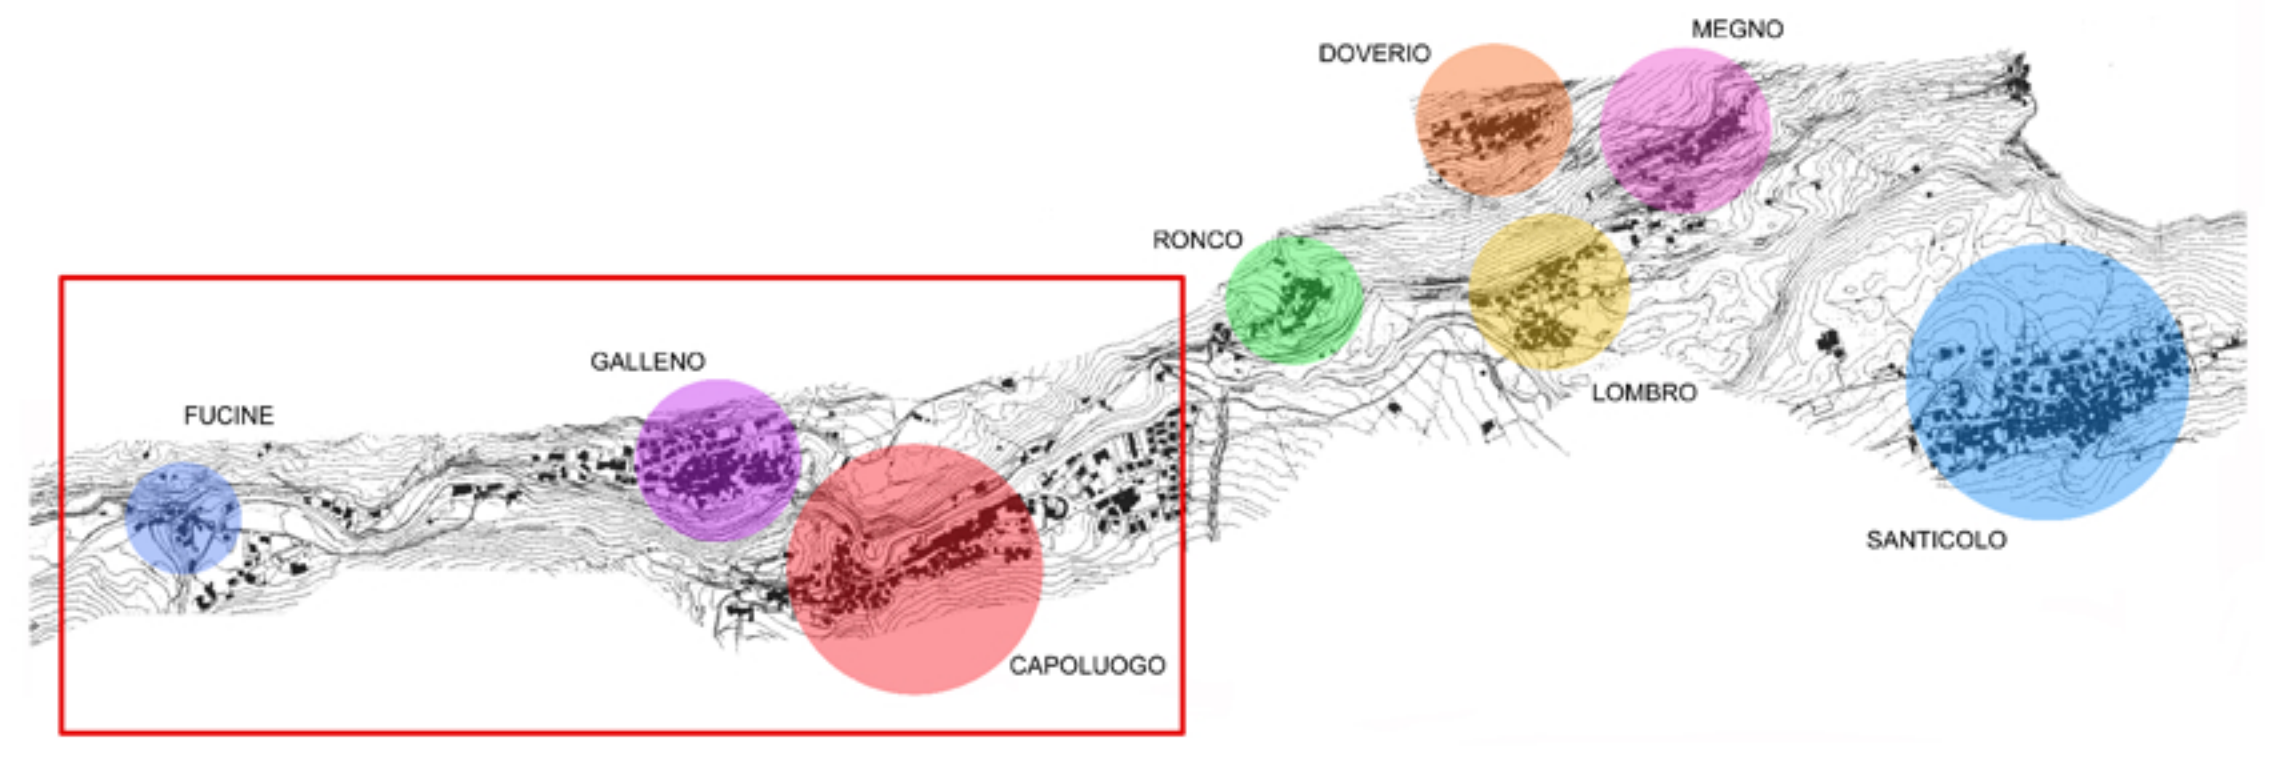 MEGNO
DOVERIO
RONCO
GALLENO
LOMBRO
FUCINE
SANTICOLO
CAPOLUOGO